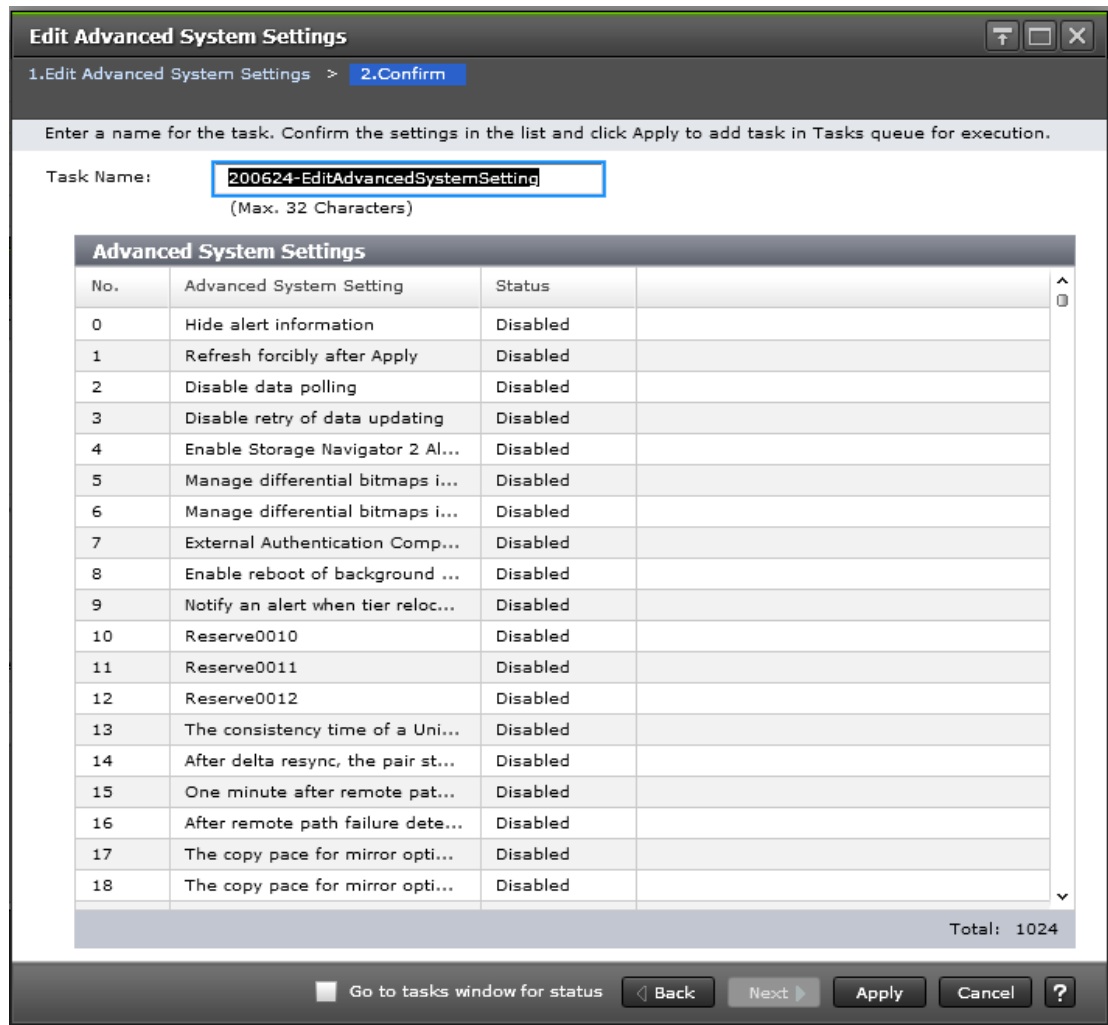 Edit Advanced System Settings
1.Edit Advanced System Settings > 2.Confirm
Enter a name for the task. Confirm the settings in the list and click Apply to add task in Tasks queue for execution.
Task Name: 200624-EditAdvancedSystemSetting
(Max. 32 Characters)
Advanced System Settings
No. Advanced System Setting Status
0 Hide alert information Disabled
1 Refresh forcibly after Apply Disabled
2 Disable data polling Disabled
3 Disable retry of data updating Disabled
4 Enable Storage Navigator 2 Al... Disabled
5 Manage differential bitmaps i... Disabled
6 Manage differential bitmaps i... Disabled
7 External Authentication Comp... Disabled
8 Enable reboot of background ... Disabled
9 Notify an alert when tier reloc... Disabled
10 Reserve0010 Disabled
11 Reserve0011 Disabled
12 Reserve0012 Disabled
13 The consistency time of a Uni... Disabled
14 After delta resync, the pair st... Disabled
15 One minute after remote pat... Disabled
16 After remote path failure dete... Disabled
17 The copy pace for mirror opti... Disabled
18 The copy pace for mirror opti... Disabled
Total: 1024
Go to tasks window for status Back Next Apply Cancel ?